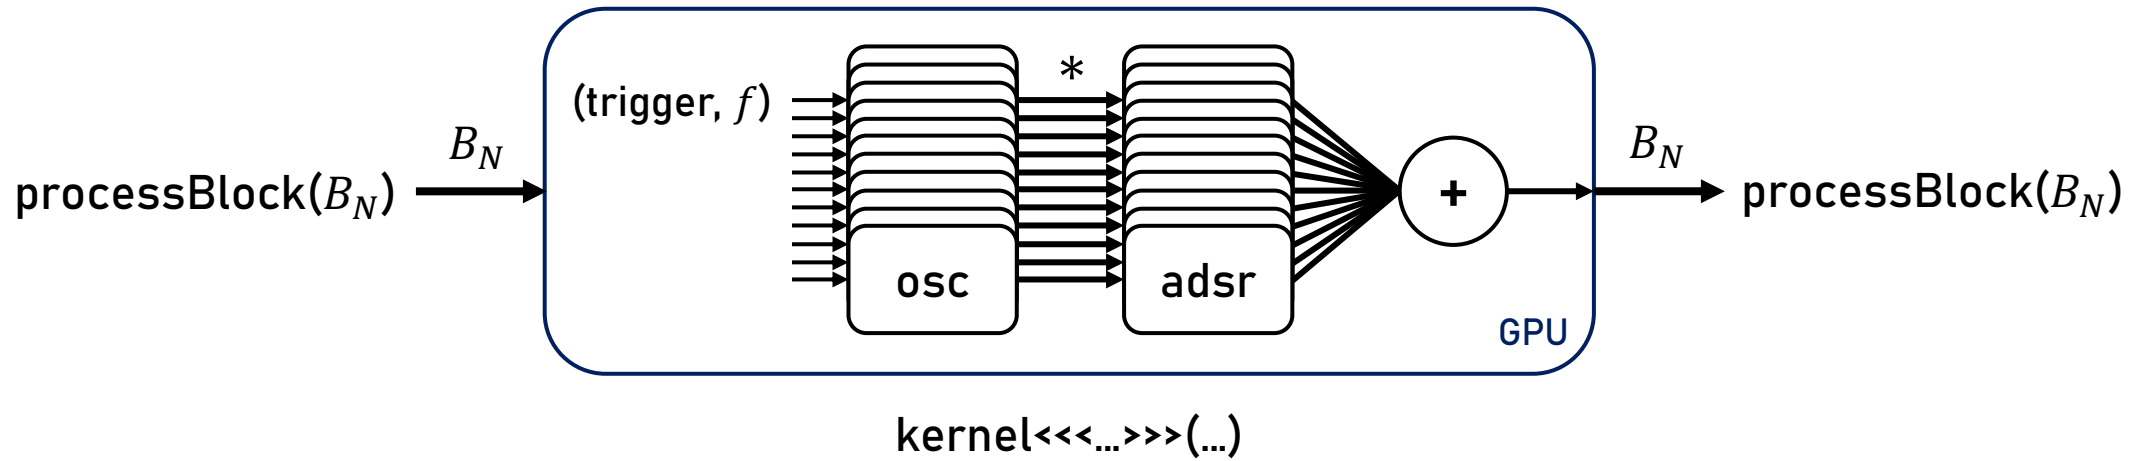 processBlock(B_N)
B_N
(trigger, f)
*
osc
adsr
+
GPU
B_N
processBlock(B_N)
kernel<<<...>>>(...)